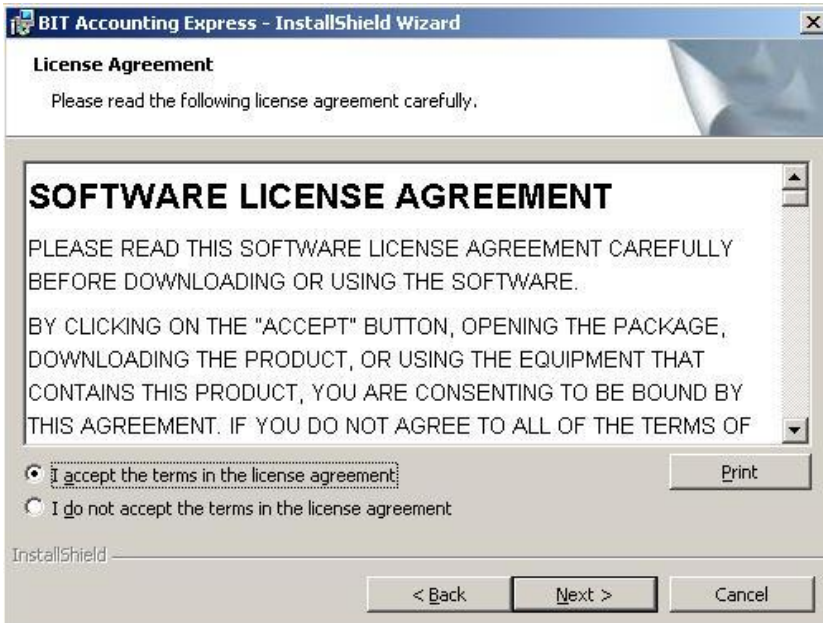 BIT Accounting Express - InstallShield Wizard
License Agreement
Please read the following license agreement carefully.
SOFTWARE LICENSE AGREEMENT
PLEASE READ THIS SOFTWARE LICENSE AGREEMENT CAREFULLY
BEFORE DOWNLOADING OR USING THE SOFTWARE.
BY CLICKING ON THE "ACCEPT" BUTTON, OPENING THE PACKAGE,
DOWNLOADING THE PRODUCT, OR USING THE EQUIPMENT THAT
CONTAINS THIS PRODUCT, YOU ARE CONSENTING TO BE BOUND BY
THIS AGREEMENT. IF YOU DO NOT AGREE TO ALL OF THE TERMS OF
I accept the terms in the license agreement
Print
I do not accept the terms in the license agreement
InstallShield
< Back Next > Cancel